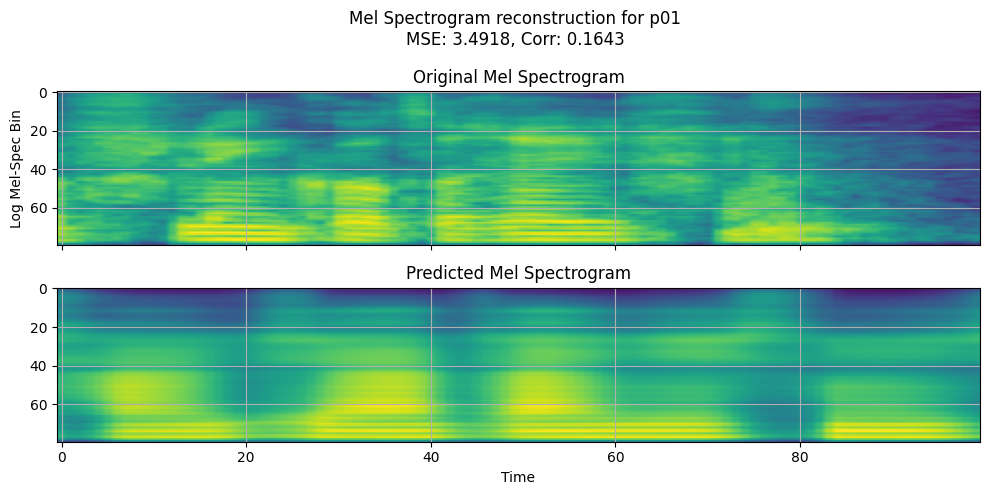 Mel Spectrogram reconstruction for p01
MSE: 3.4918, Corr: 0.1643
Original Mel Spectrogram
0
20
40
60
Log Mel-Spec Bin
Predicted Mel Spectrogram
0
20
40
60
0 20 40 60 80
Time